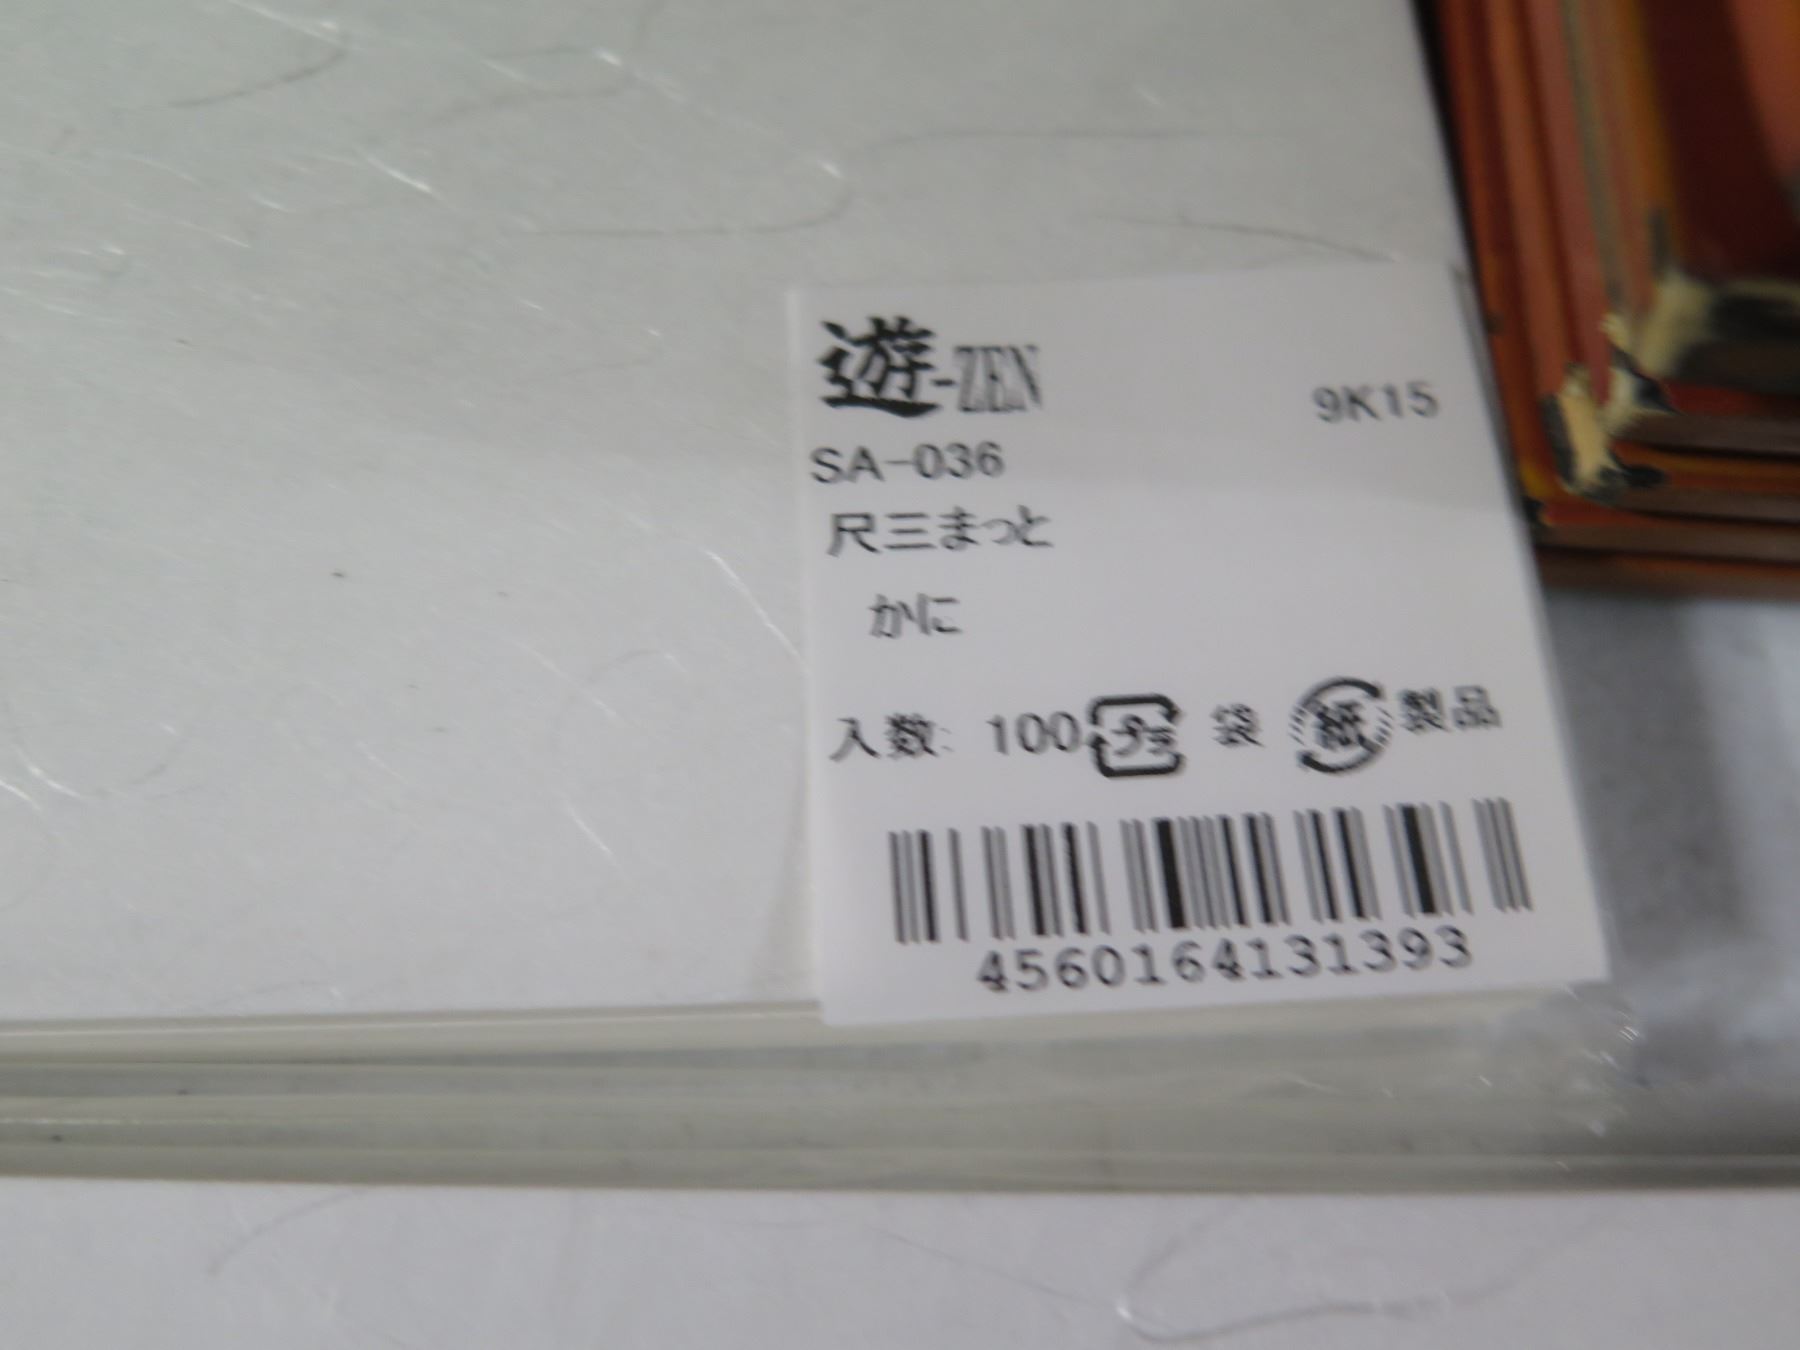 遊-ZEN
9K15
SA-036
尺三まっと
かに
入数: 100 プラ 袋 紙 製品
4560164131393